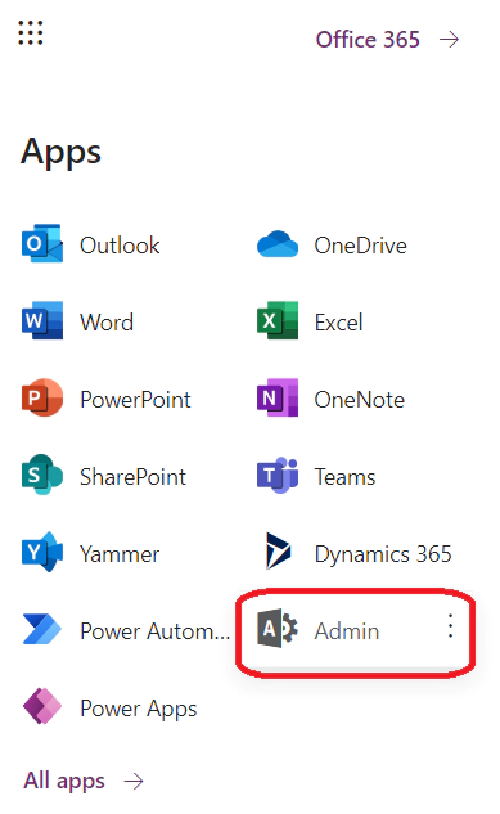 Office 365 →
Apps
Outlook OneDrive
Word Excel
PowerPoint OneNote
SharePoint Teams
Yammer Dynamics 365
Power Autom... Admin
Power Apps
All apps →